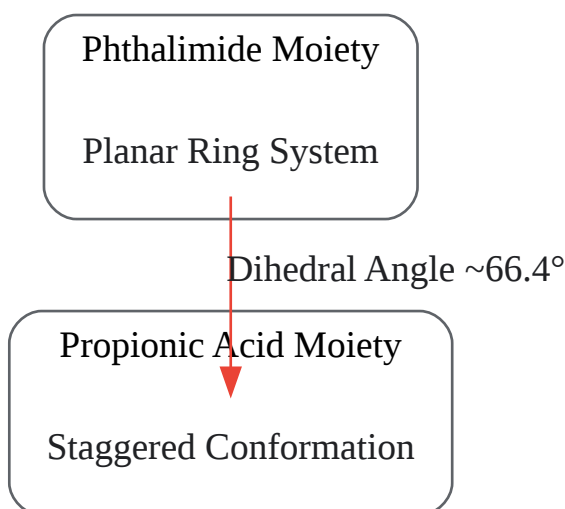 Phthalimide Moiety
Planar Ring System
Dihedral Angle ~66.4°
Propionic Acid Moiety
Staggered Conformation